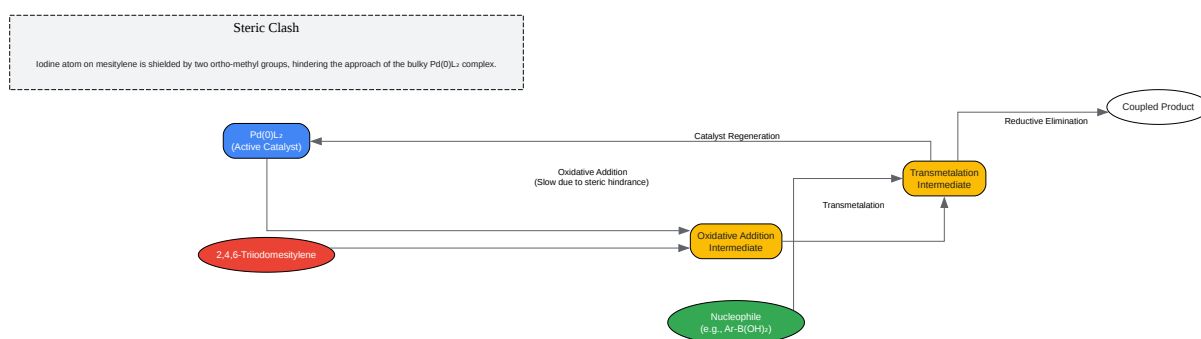 Steric Clash
Iodine atom on mesitylene is shielded by two ortho-methyl groups, hindering the approach of the bulky Pd(0)L₂ complex.
Coupled Product
Reductive Elimination
Pd(0)L₂
(Active Catalyst)
Catalyst Regeneration
Oxidative Addition
(Slow due to steric hindrance)
Transmetalation
Intermediate
Transmetalation
Oxidative Addition
Intermediate
2,4,6-Triiodomesitylene
Nucleophile
(e.g., Ar-B(OH)₂)